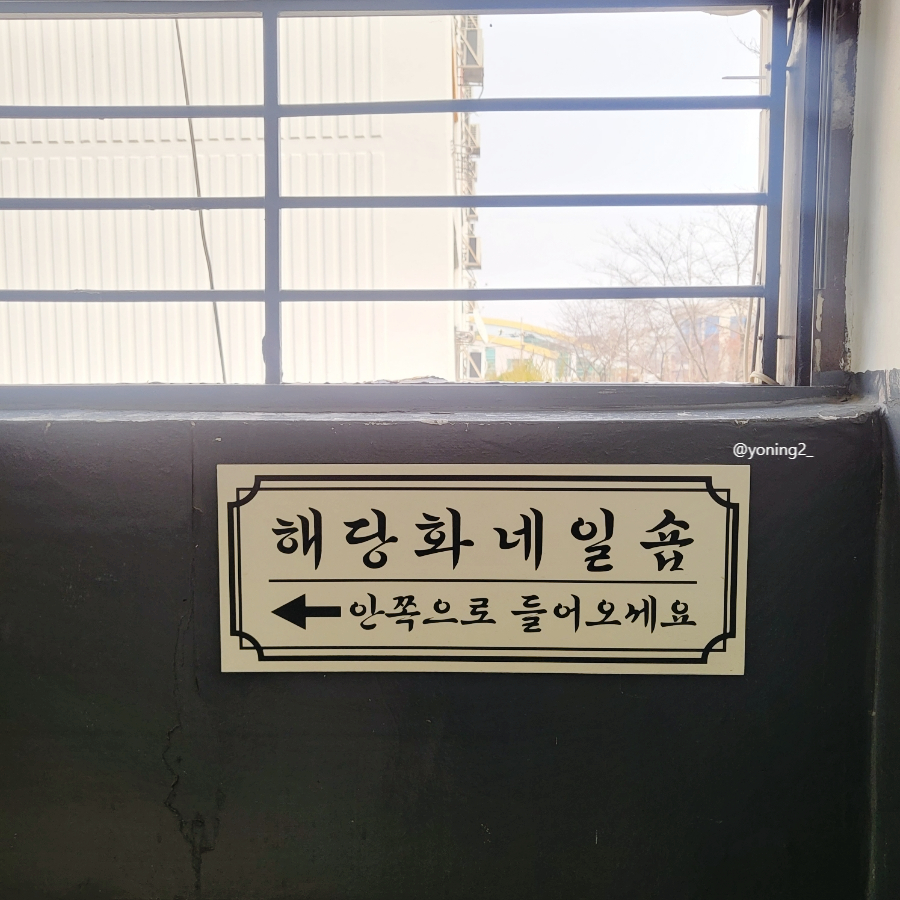 @yoning2_
해당화 네일 숍
←안쪽으로 들어오세요